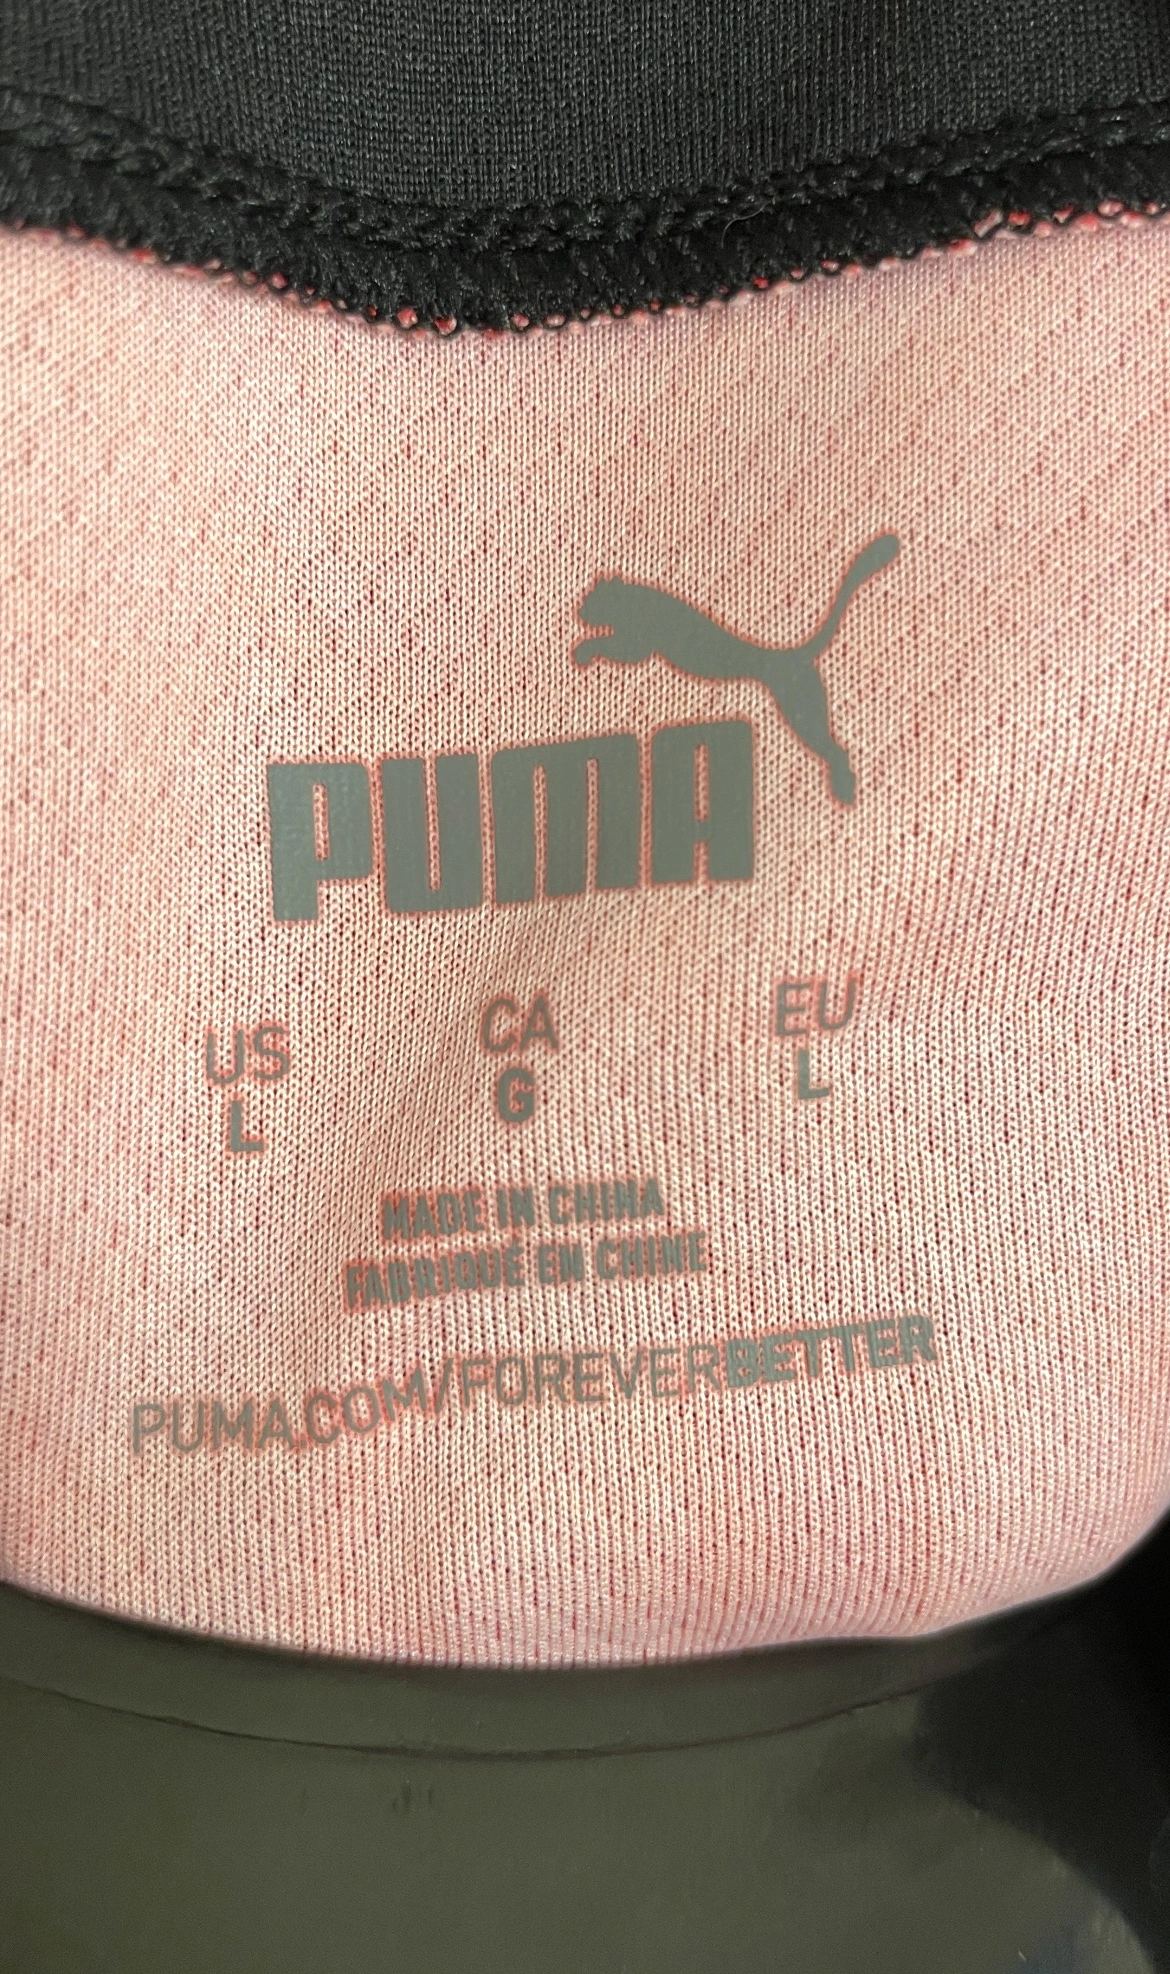 PUMA
US CA EU
L G L
MADE IN CHINA
FABRIQUÉ EN CHINE
PUMA.COM/FOREVERBETTER